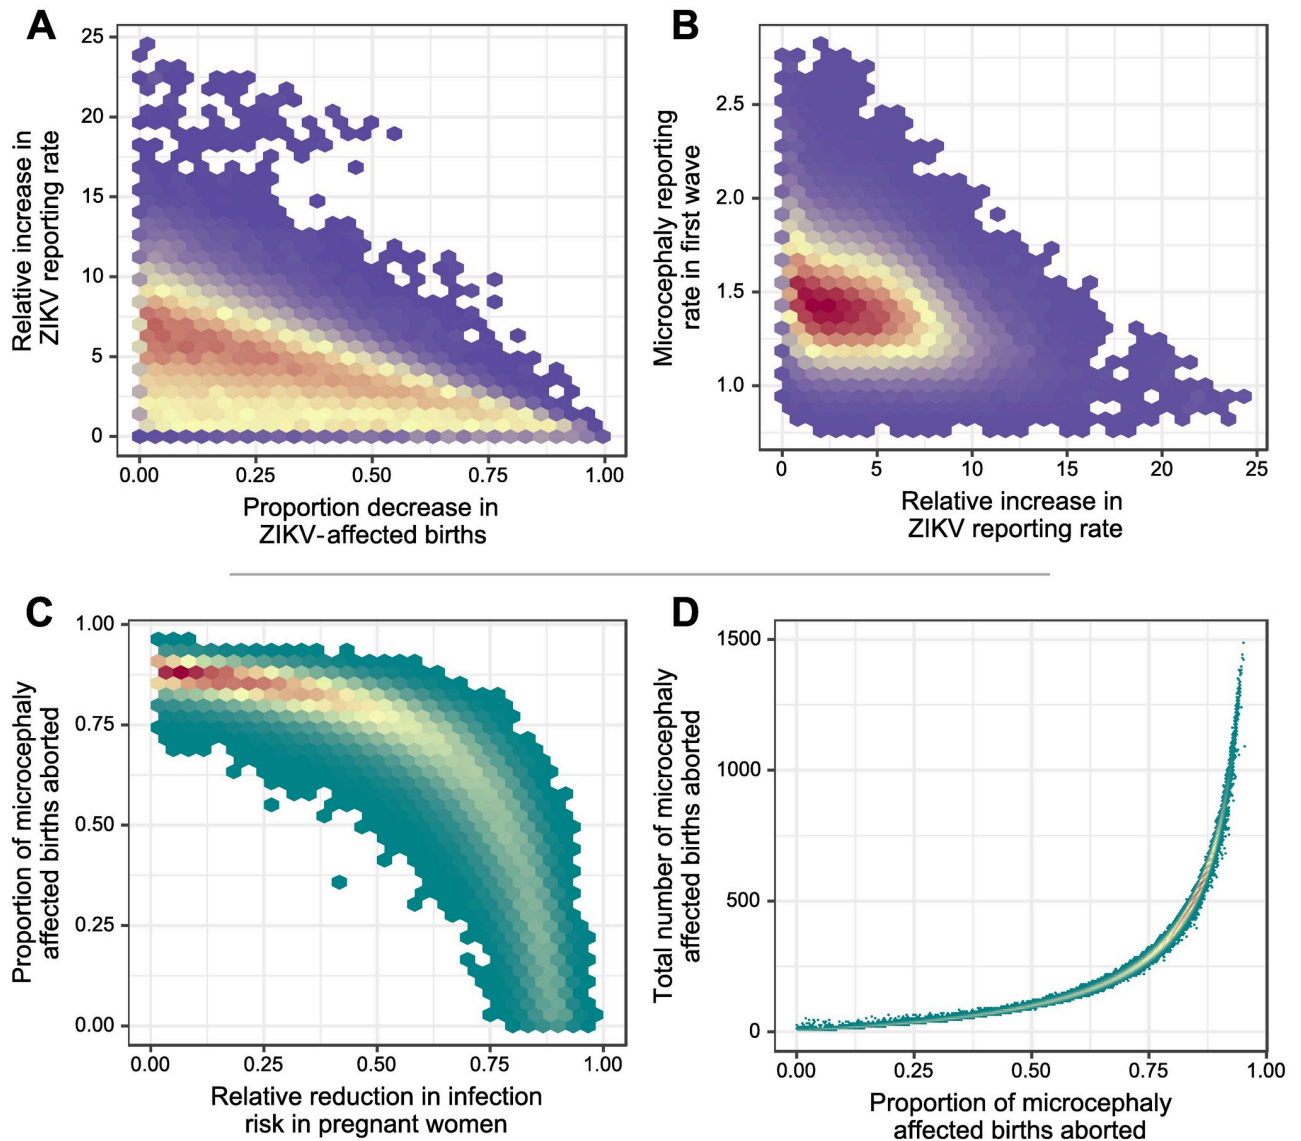 A
Relative increase in
ZIKV reporting rate
25
20
15
10
5
0
0.00 0.25 0.50 0.75 1.00
Proportion decrease in
ZIKV-affected births
B
Microcephaly reporting
rate in first wave
2.5
2.0
1.5
1.0
0 5 10 15 20 25
Relative increase in
ZIKV reporting rate
C
Proportion of microcephaly
affected births aborted
1.00
0.75
0.50
0.25
0.00
0.00 0.25 0.50 0.75 1.00
Relative reduction in infection
risk in pregnant women
D
Total number of microcephaly
affected births aborted
1500
1000
500
0
0.00 0.25 0.50 0.75 1.00
Proportion of microcephaly
affected births aborted